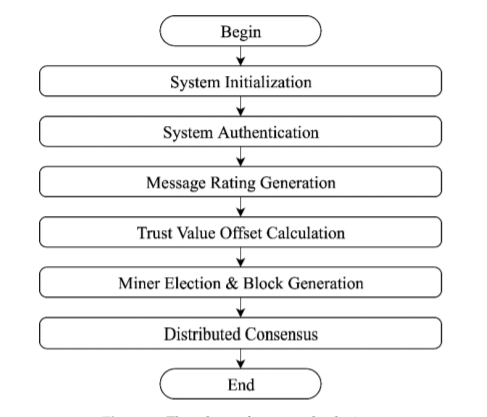 Begin
System Initialization
System Authentication
Message Rating Generation
Trust Value Offset Calculation
Miner Election & Block Generation
Distributed Consensus
End